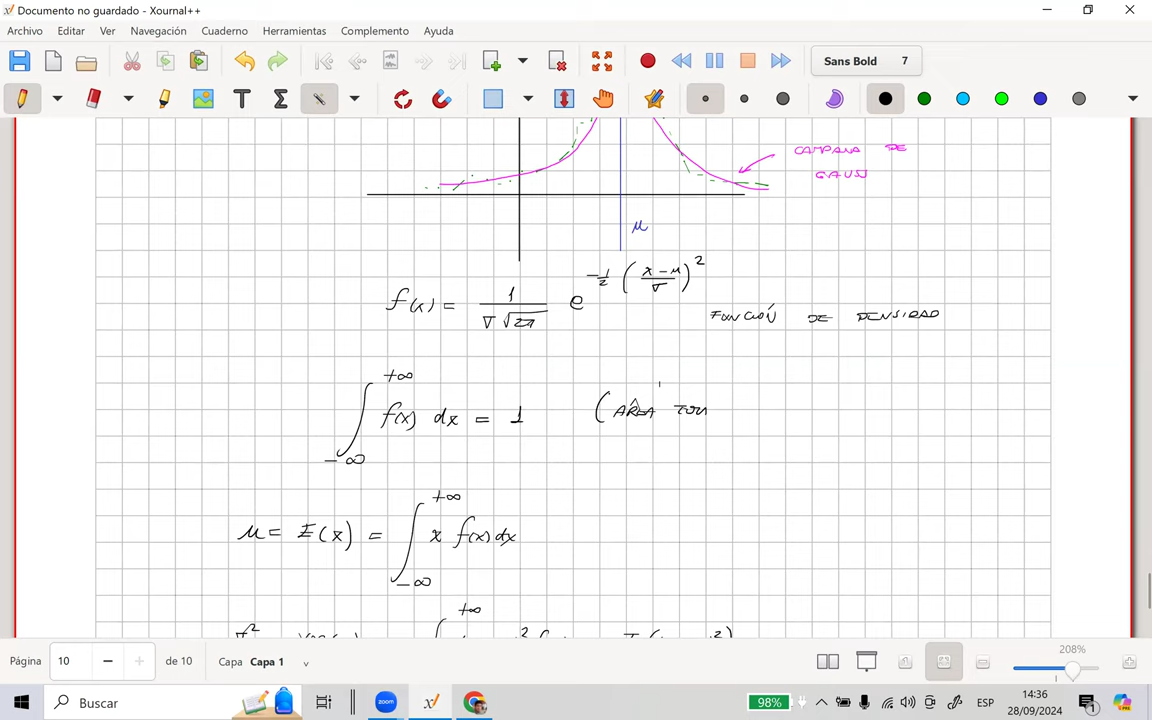 Documento no guardado - Xournal++
Archivo Editar Ver Navegación Cuaderno Herramientas Complemento Ayuda
Sans Bold 7
CAMPANA DE
GAUSS
μ
f(x) = 1 / (σ √2π) e^(-1/2 ((x-μ)/σ)^2)
FUNCIÓN DE DENSIDAD
∫_{-∞}^{+∞} f(x) dx = 1 (ÁREA
μ = E(x) = ∫_{-∞}^{+∞} x f(x) dx
+∞
Página 10 de 10 Capa Capa 1
208%
Buscar
zoom
98%
ESP
14:36
28/09/2024
1